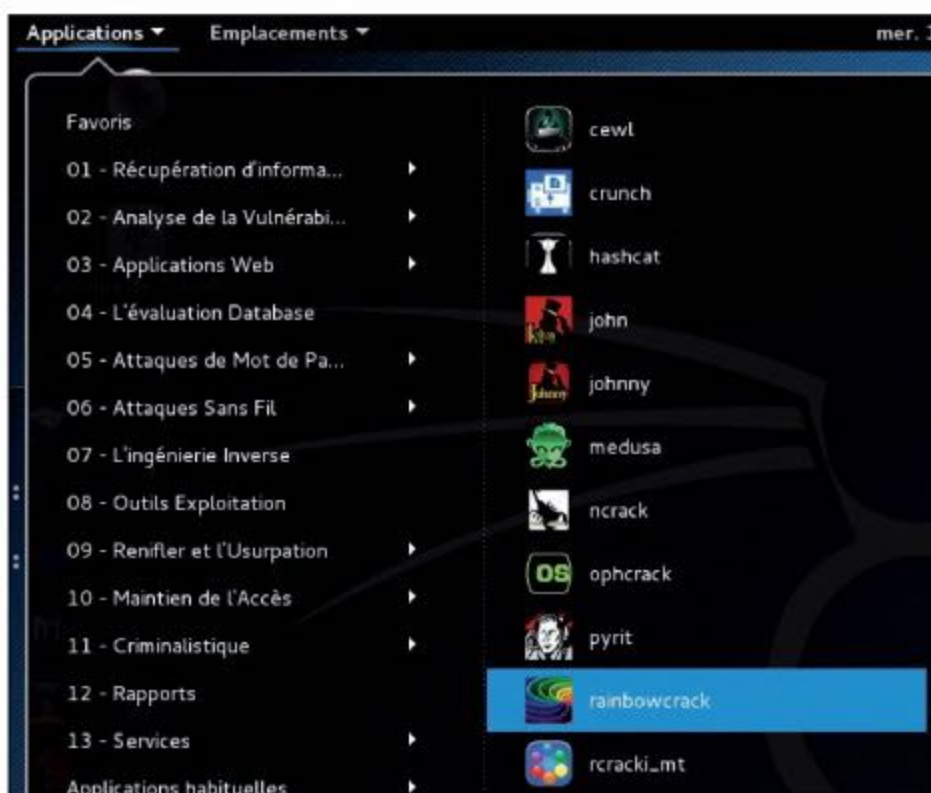 Applications Emplacements mer. 1
Favoris
01 - Récupération d'informa...
02 - Analyse de la Vulnérabi...
03 - Applications Web
04 - L'évaluation Database
05 - Attaques de Mot de Pa...
06 - Attaques Sans Fil
07 - L'ingénierie Inverse
08 - Outils Exploitation
09 - Renifler et l'Usurpation
10 - Maintien de l'Accès
11 - Criminalistique
12 - Rapports
13 - Services
Applications habituelles
cewl
crunch
hashcat
john
johnny
medusa
ncrack
OS ophcrack
pyrit
rainbowcrack
rcracki_mt